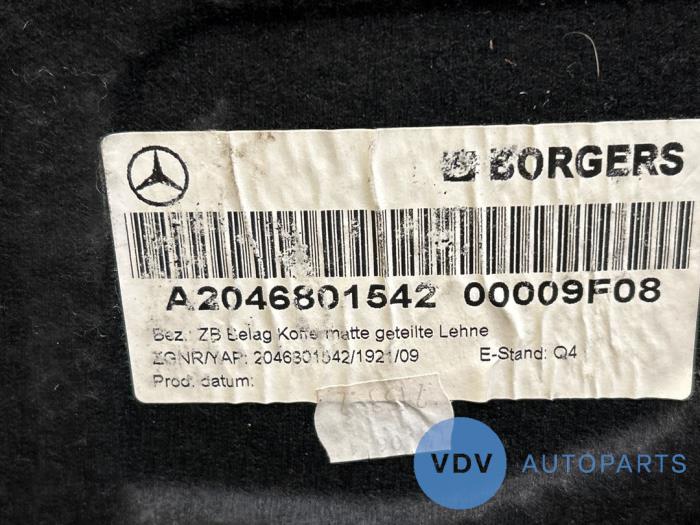 BORGERS
A2046801542 00009F08
Bez.: ZB Belag Koffermatte geteilte Lehne
ZGNR/YAP: 2046801542/1921/09 E-Stand: Q4
Prod. datum:
VDV AUTOPARTS